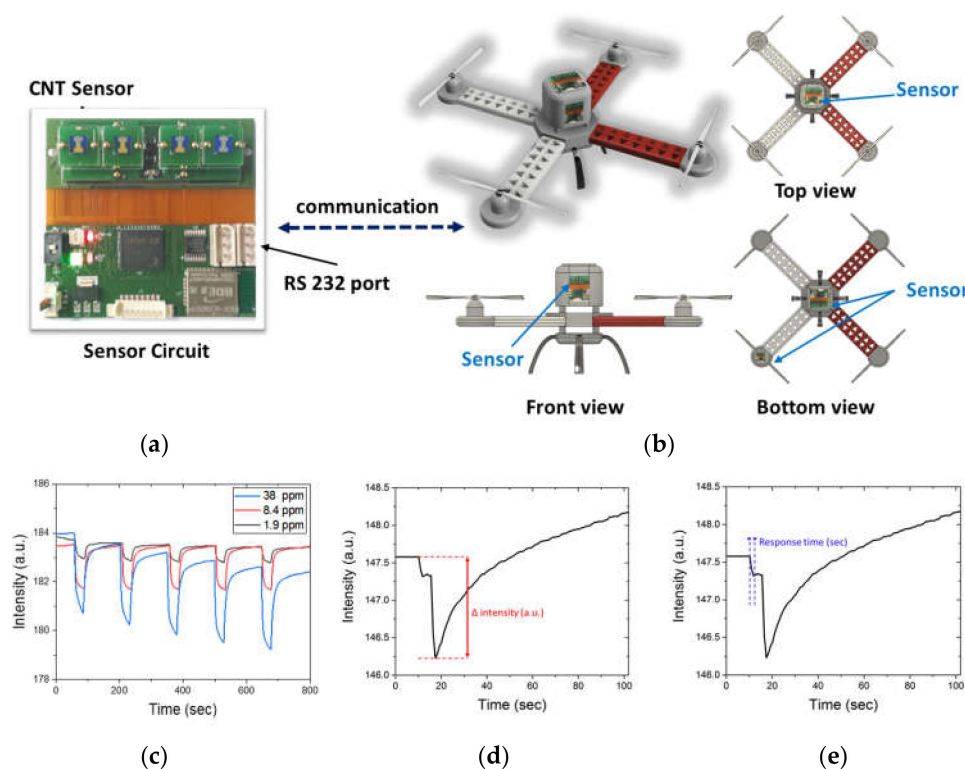 CNT Sensor
communication
RS 232 port
Sensor Circuit
Sensor
Top view
Sensor
Front view
Sensor
Bottom view
(a)
(b)
186
184
182
180
178
0
200
400
600
800
Intensity (a.u.)
Time (sec)
38 ppm
8.4 ppm
1.9 ppm
(c)
148.5
148.0
147.5
147.0
146.5
146.0
0
20
40
60
80
100
Intensity (a.u.)
Time (sec)
Δ intensity (a.u.)
(d)
148.5
148.0
147.5
147.0
146.5
146.0
0
20
40
60
80
100
Intensity (a.u.)
Time (sec)
Response time (sec)
(e)